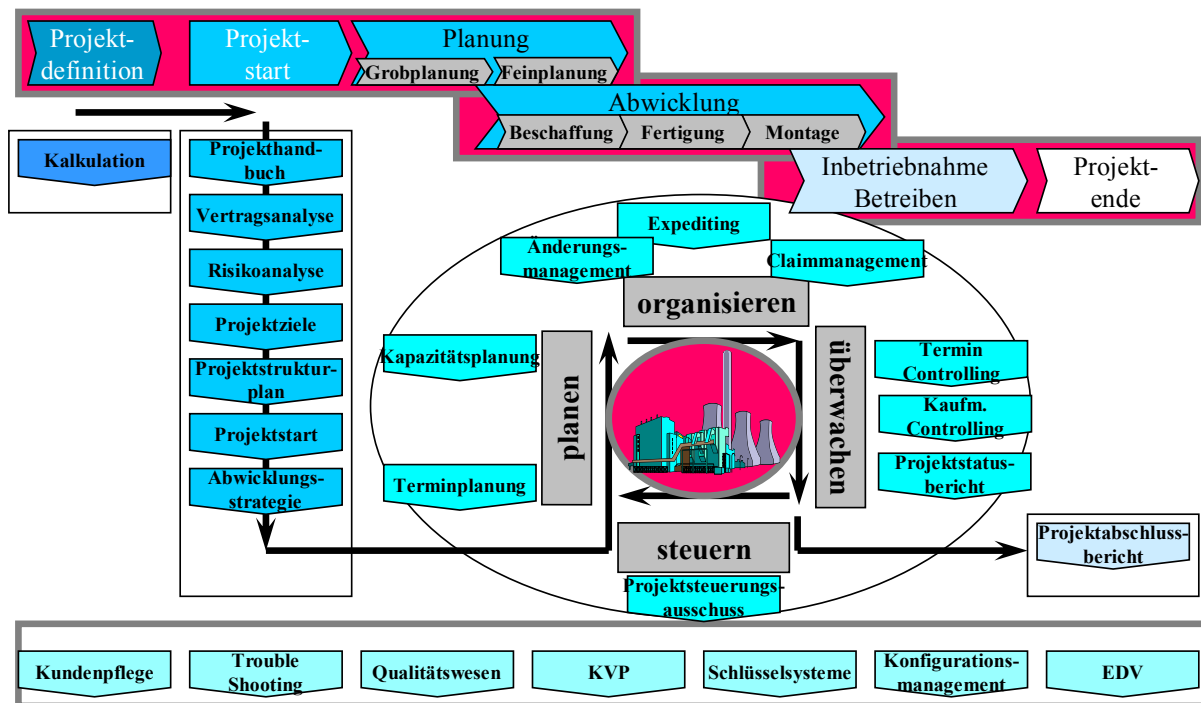 Projekt-
definition
Projekt-
start
Planung
Grobplanung
Feinplanung
Abwicklung
Beschaffung
Fertigung
Montage
Inbetriebnahme
Betreiben
Projekt-
ende
Kalkulation
Projekthand-
buch
Vertragsanalyse
Risikoanalyse
Projektziele
Projektstruktur-
plan
Projektstart
Abwicklungs-
strategie
Expediting
Änderungs-
management
Claimmanagement
organisieren
Kapazitätsplanung
Terminplanung
planen
überwachen
Termin
Controlling
Kaufm.
Controlling
Projektstatus-
bericht
steuern
Projektsteuerungs-
ausschuss
Projektabschluss-
bericht
Kundenpflege
Trouble
Shooting
Qualitätswesen
KVP
Schlüsselsysteme
Konfigurations-
management
EDV